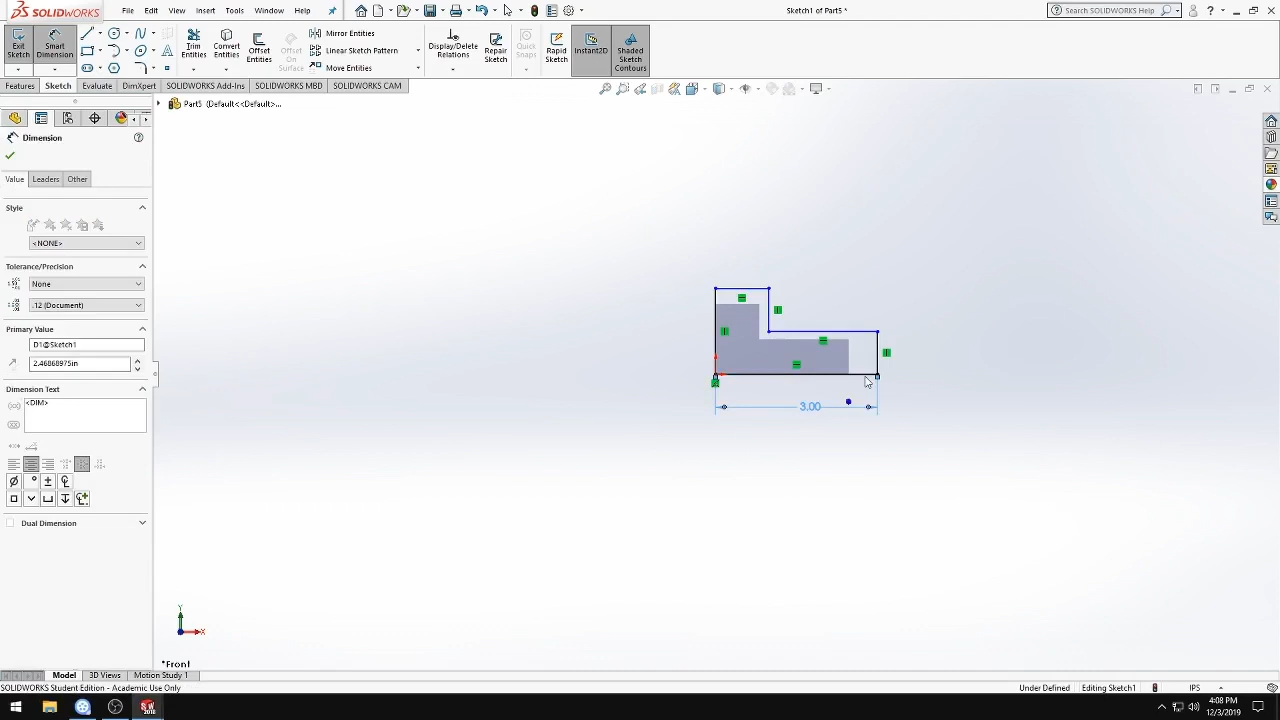 SOLIDWORKS
File Edit View Insert Tools Window Help
Sketch1 of Part5 *
Search SOLIDWORKS Help
Exit Sketch
Smart Dimension
Trim Entities
Convert Entities
Offset Entities
Offset On Surface
Mirror Entities
Linear Sketch Pattern
Move Entities
Display/Delete Relations
Repair Sketch
Quick Snaps
Rapid Sketch
Instant2D
Shaded Sketch Contours
Features Sketch Evaluate DimXpert SOLIDWORKS Add-Ins SOLIDWORKS MBD SOLIDWORKS CAM
Part5 (Default<<Default>...
Dimension
Value Leaders Other
Style
<NONE>
Tolerance/Precision
None
.12 (Document)
Primary Value
D1@Sketch1
2.46868975in
Dimension Text
<DIM>
Dual Dimension
3.00
Y
X
*Front
Model 3D Views Motion Study 1
SOLIDWORKS Student Edition - Academic Use Only
Under Defined Editing Sketch1 IPS
4:08 PM
12/3/2019